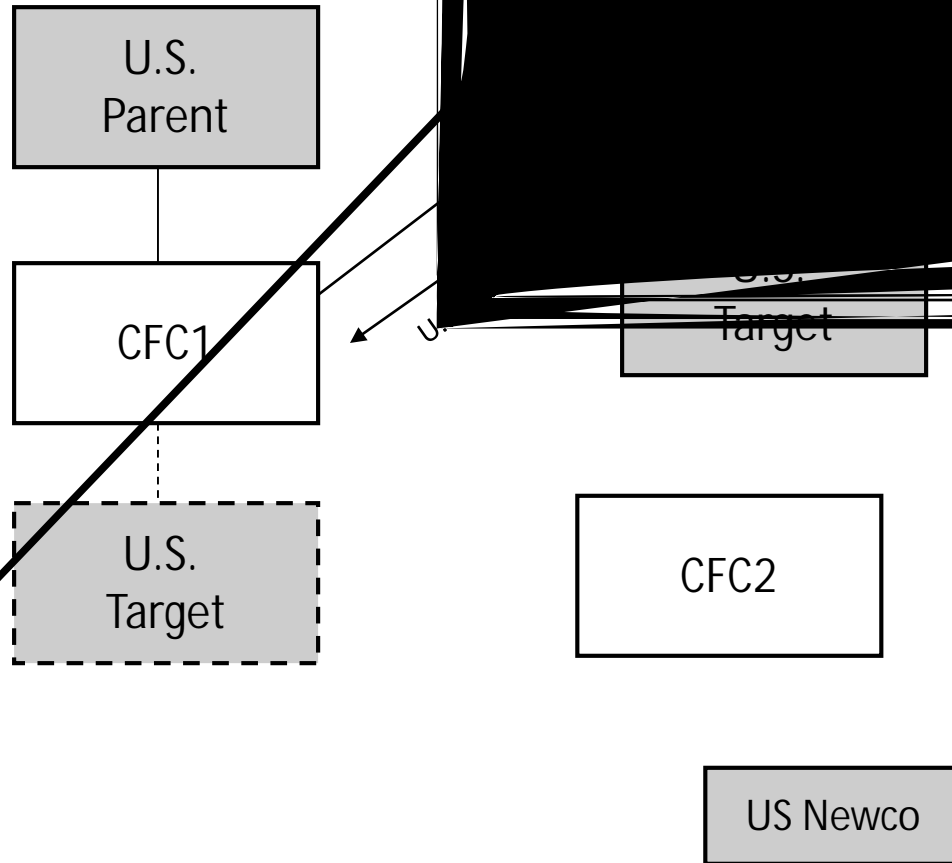 U.S.
Parent
CFC1
U.S.
Target
U.S.
Target
CFC2
US Newco